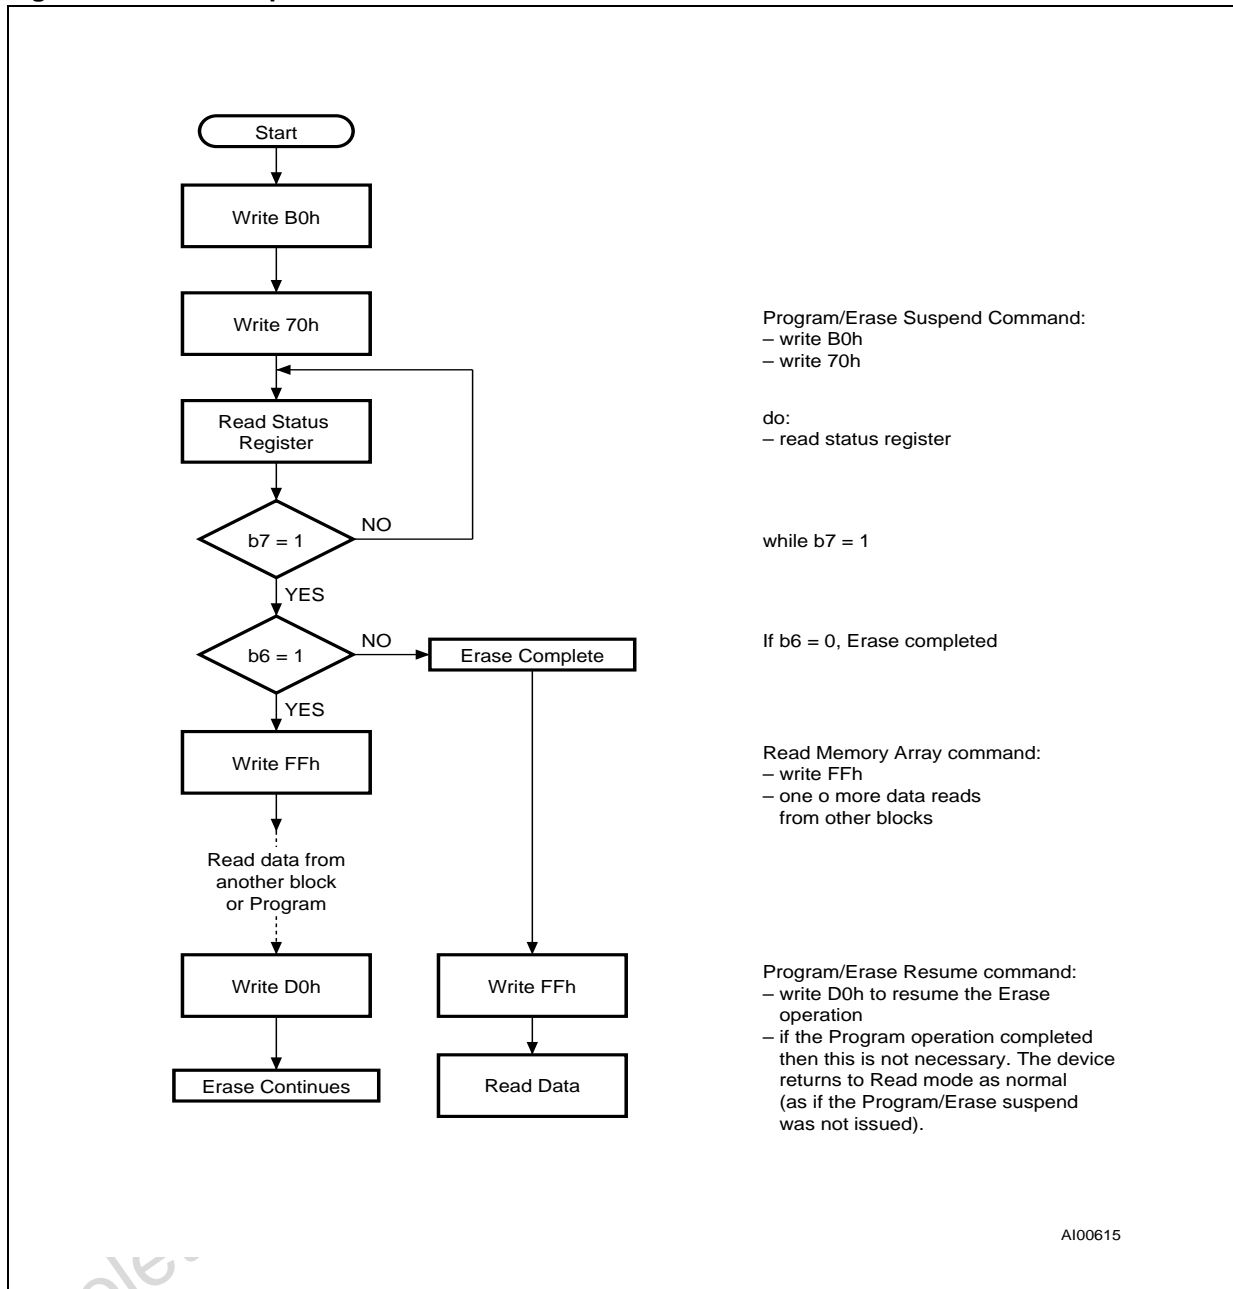 Start
Write B0h
Write 70h
Read Status
Register
b7 = 1
NO
YES
b6 = 1
NO
YES
Erase Complete
Write FFh
Read data from
another block
or Program
Write D0h
Erase Continues
Write FFh
Read Data
Program/Erase Suspend Command:
– write B0h
– write 70h
do:
– read status register
while b7 = 1
If b6 = 0, Erase completed
Read Memory Array command:
– write FFh
– one o more data reads
from other blocks
Program/Erase Resume command:
– write D0h to resume the Erase
operation
– if the Program operation completed
then this is not necessary. The device
returns to Read mode as normal
(as if the Program/Erase suspend
was not issued).
AI00615